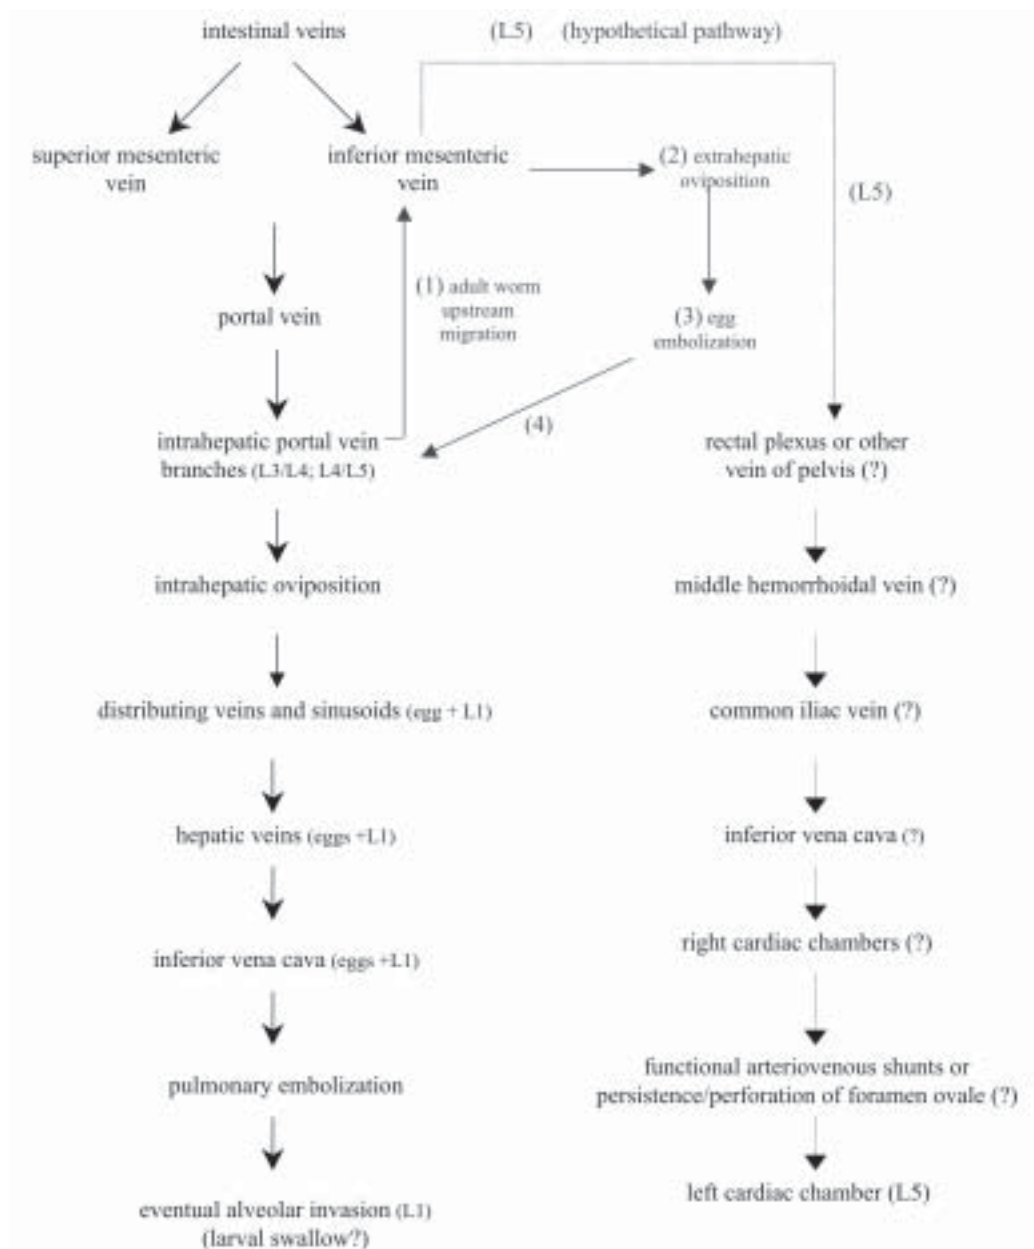 intestinal veins
(L5) (hypothetical pathway)
superior mesenteric
vein
inferior mesenteric
vein
(2) extrahepatic
oviposition
(L5)
(1) adult worm
upstream
migration
portal vein
(3) egg
embolization
(4)
intrahepatic portal vein
branches (L3/L4; L4/L5)
rectal plexus or other
vein of pelvis (?)
intrahepatic oviposition
middle hemorrhoidal vein (?)
distributing veins and sinusoids (egg + L1)
common iliac vein (?)
hepatic veins (eggs +L1)
inferior vena cava (?)
inferior vena cava (eggs +L1)
right cardiac chambers (?)
pulmonary embolization
functional arteriovenous shunts or
persistence/perforation of foramen ovale (?)
eventual alveolar invasion (L1)
(larval swallow?)
left cardiac chamber (L5)